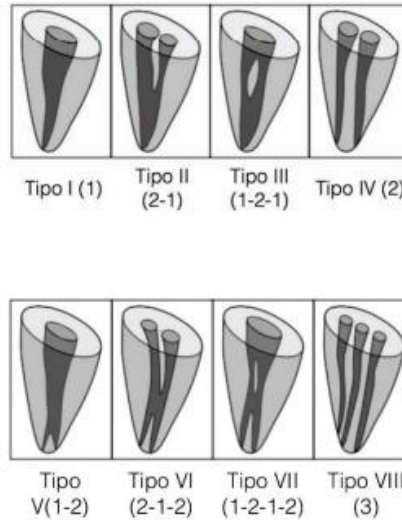 Tipo I (1)
Tipo II
(2-1)
Tipo III
(1-2-1)
Tipo IV (2)
Tipo
V(1-2)
Tipo VI
(2-1-2)
Tipo VII
(1-2-1-2)
Tipo VIII
(3)